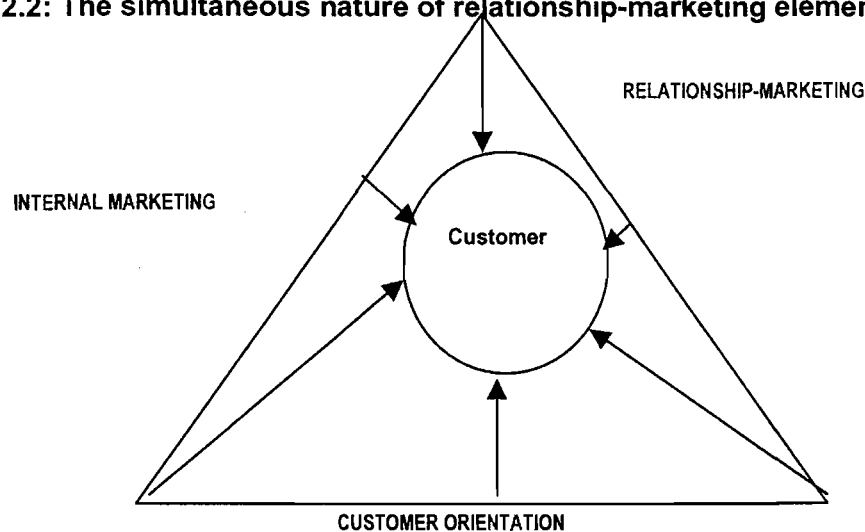 2.2: The simultaneous nature of relationship-marketing elemen
RELATIONSHIP-MARKETING
INTERNAL MARKETING
Customer
CUSTOMER ORIENTATION